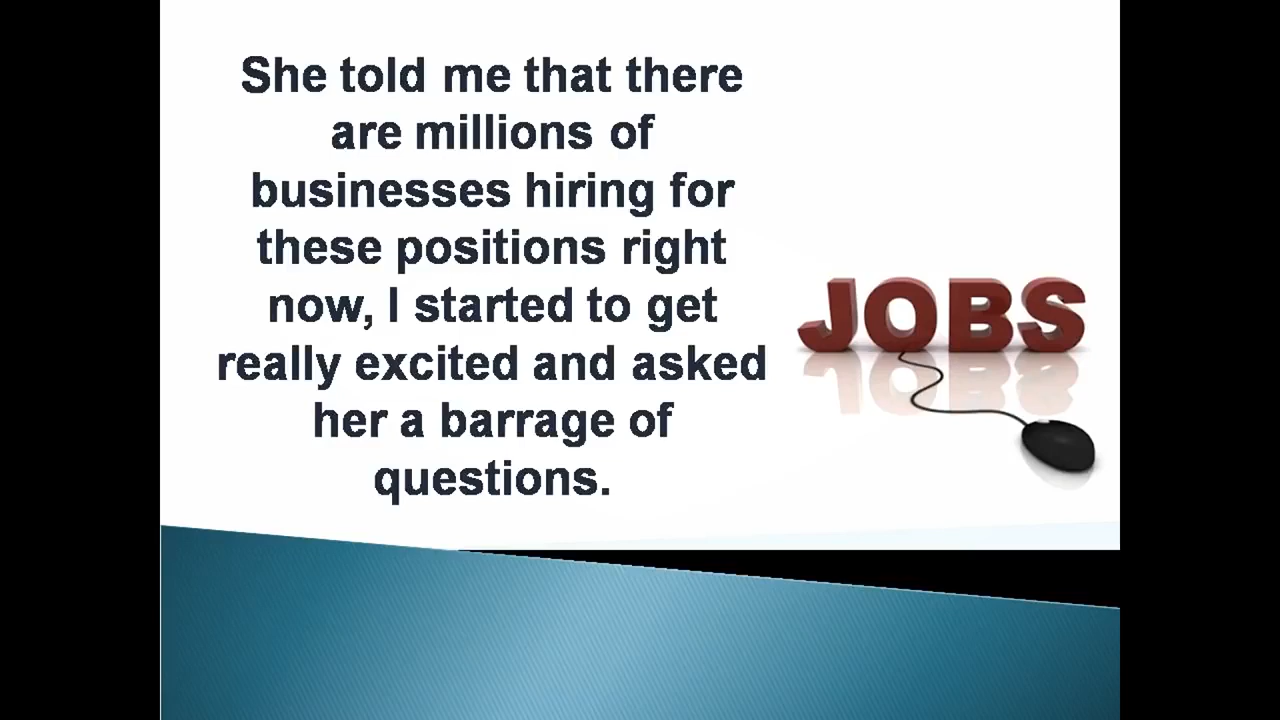 She told me that there
are millions of
businesses hiring for
these positions right
now, I started to get
really excited and asked
her a barrage of
questions.
JOBS